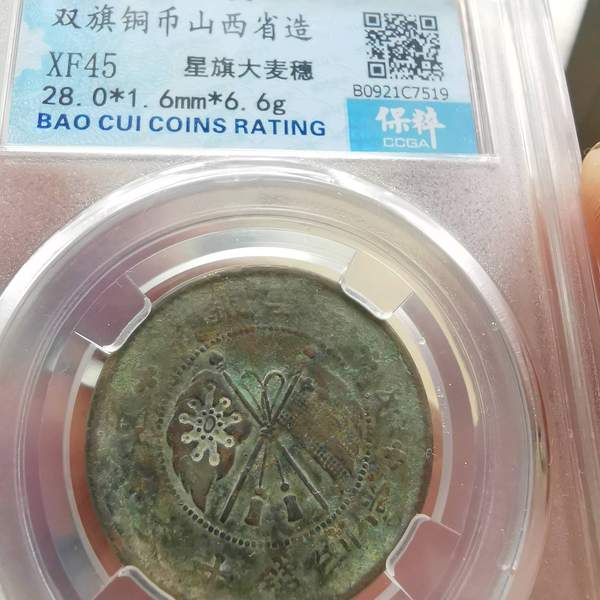 双旗铜币山西省造
XF45 星旗大麦穗
28.0*1.6mm*6.6g
B0921C7519
BAO CUI COINS RATING
保粹
CCGA